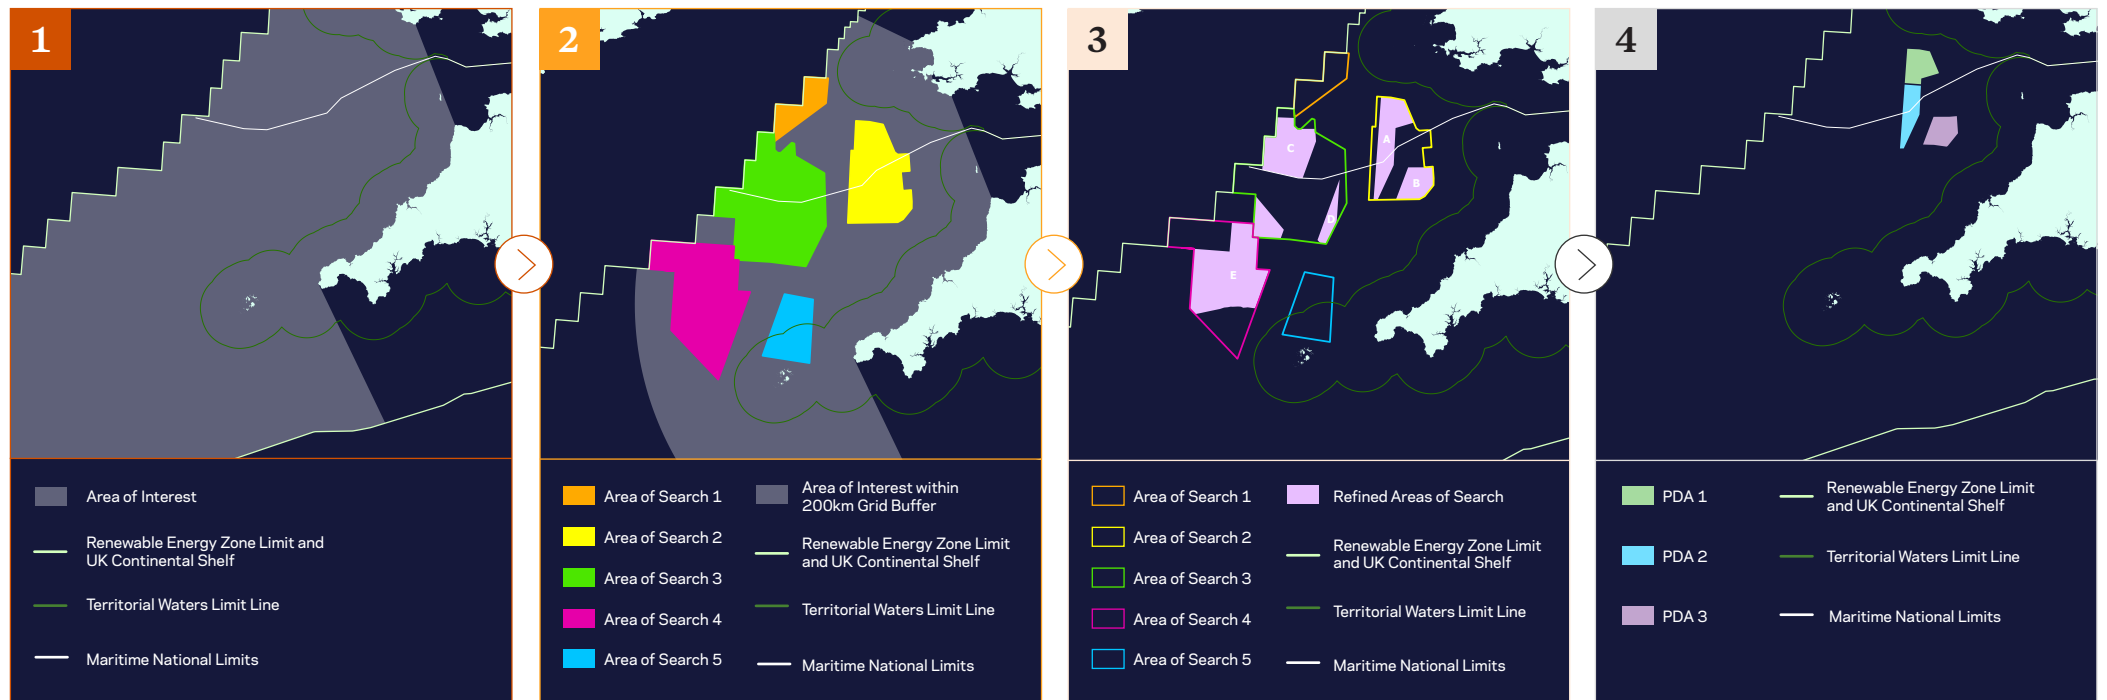 1
Area of Interest
Renewable Energy Zone Limit and
UK Continental Shelf
Territorial Waters Limit Line
Maritime National Limits
2
Area of Search 1
Area of Search 2
Area of Search 3
Area of Search 4
Area of Search 5
Area of Interest within
200km Grid Buffer
Renewable Energy Zone Limit
and UK Continental Shelf
Territorial Waters Limit Line
Maritime National Limits
3
A
B
C
D
E
Area of Search 1
Area of Search 2
Area of Search 3
Area of Search 4
Area of Search 5
Refined Areas of Search
Renewable Energy Zone Limit
and UK Continental Shelf
Territorial Waters Limit Line
Maritime National Limits
4
PDA 1
PDA 2
PDA 3
Renewable Energy Zone Limit
and UK Continental Shelf
Territorial Waters Limit Line
Maritime National Limits